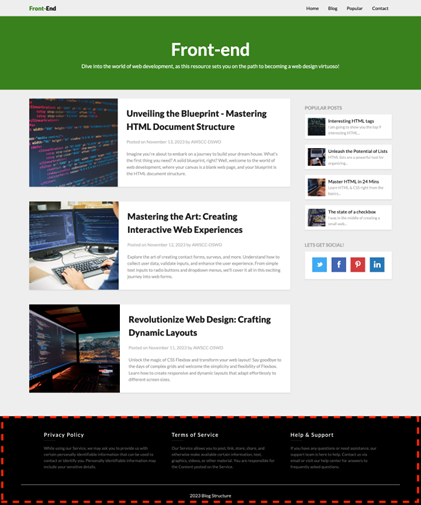 Front-End
Home Blog Popular Contact
Front-end
Dive into the world of web development, as this resource sets you on the path to becoming a web design virtuoso!
Unveiling the Blueprint - Mastering
HTML Document Structure
Posted on November 13, 2023 by AWSCC-DSWD
Imagine you're about to embark on a journey to build your dream house. What's
the first thing you need? A solid blueprint, right? Well, welcome to the world of
web development, where your canvas is a blank web page, and your blueprint is
the HTML document structure.
Mastering the Art: Creating
Interactive Web Experiences
Posted on November 12, 2023 by AWSCC-DSWD
Explore the art of creating contact forms, surveys, and more. Understand how to
collect user data, validate inputs, and enhance the user experience. From simple
text inputs to radio buttons and dropdown menus, we'll cover it all in this exciting
journey into web forms.
Revolutionize Web Design: Crafting
Dynamic Layouts
Posted on November 11, 2023 by AWSCC-DSWD
Unlock the magic of CSS Flexbox and transform your web layout! Say goodbye to
the days of complex grids and welcome the simplicity and flexibility of Flexbox.
Learn how to create responsive and dynamic layouts that adapt effortlessly to
different screen sizes.
POPULAR POSTS
Interesting HTML tags
I am going to show you the top 9
interesting HTML...
Unleash the Potential of Lists
HTML lists are a powerful tool for
organizing...
Master HTML in 24 Mins
Learn HTML & CSS right from the
basics...
The state of a checkbox
I was in the middle of creating a
small web...
LETS GET SOCIAL!
Privacy Policy
While using our Service, we may ask you to provide us with
certain personally identifiable information that can be used to
contact or identify you. Personally identifiable information may
include your sensitive details.
Terms of Service
Our Service allows you to post, link, store, share, and
otherwise make available certain information, text,
graphics, videos, or other material. You are responsible for
the Content posted on the Service.
Help & Support
If you have any questions or need assistance, our
support team is here to help. Contact us via
email or visit our help center for answers to
frequently asked questions.
2023 Blog Structure